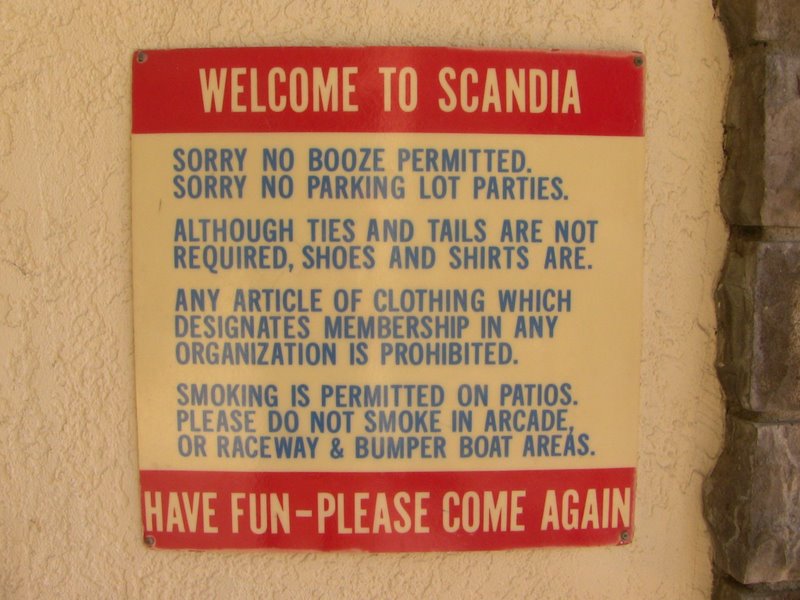 WELCOME TO SCANDIA
SORRY NO BOOZE PERMITTED.
SORRY NO PARKING LOT PARTIES.
ALTHOUGH TIES AND TAILS ARE NOT
REQUIRED, SHOES AND SHIRTS ARE.
ANY ARTICLE OF CLOTHING WHICH
DESIGNATES MEMBERSHIP IN ANY
ORGANIZATION IS PROHIBITED.
SMOKING IS PERMITTED ON PATIOS.
PLEASE DO NOT SMOKE IN ARCADE,
OR RACEWAY & BUMPER BOAT AREAS.
HAVE FUN-PLEASE COME AGAIN